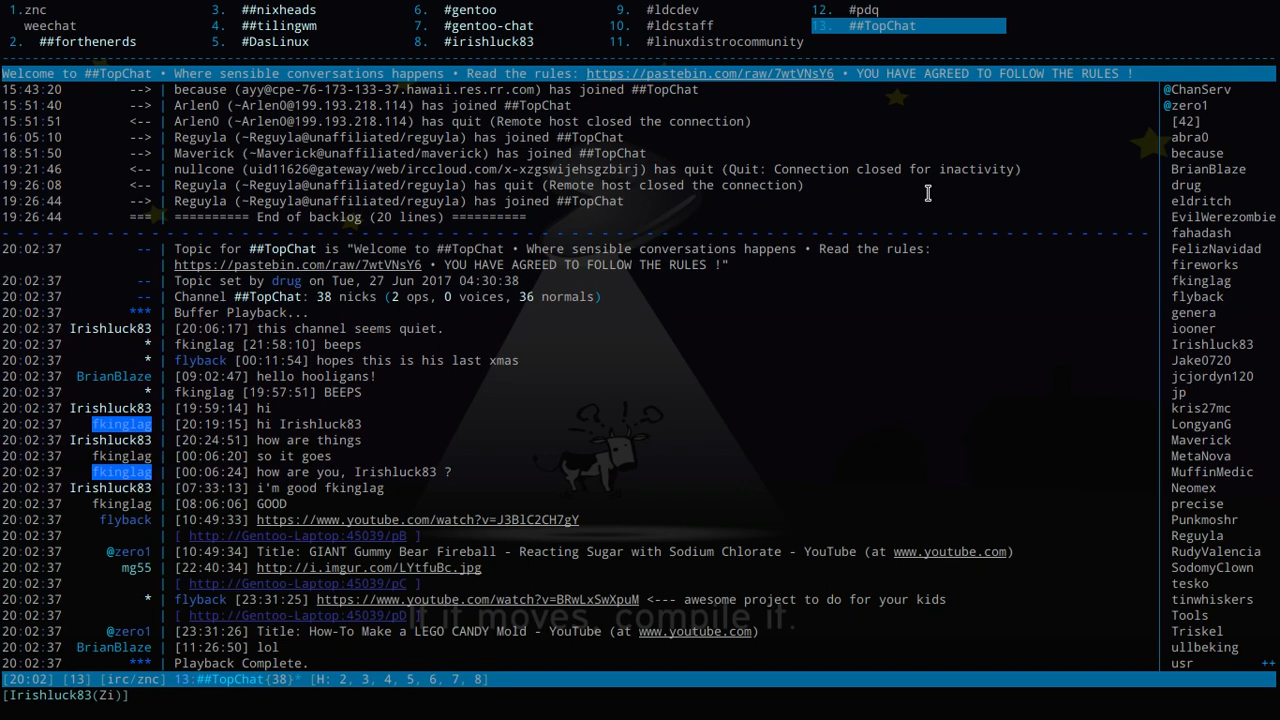 1.znc 3. ##nixheads 6. #gentoo 9. #ldcdev 12. #pdq
weechat 4. ##tilingwm 7. #gentoo-chat 10. #ldcstaff 13. ##TopChat
2. ##forthenerds 5. #DasLinux 8. #irishluck83 11. #linuxdistrocommunity
Welcome to ##TopChat • Where sensible conversations happens • Read the rules: https://pastebin.com/raw/7wtVNsY6 • YOU HAVE AGREED TO FOLLOW THE RULES !
15:43:20 --> | because (ayy@cpe-76-173-133-37.hawaii.res.rr.com) has joined ##TopChat @ChanServ
15:51:40 --> | Arlen0 (~Arlen0@199.193.218.114) has joined ##TopChat @zero1
15:51:51 <-- | Arlen0 (~Arlen0@199.193.218.114) has quit (Remote host closed the connection) [42]
16:05:10 --> | Reguyla (~Reguyla@unaffiliated/reguyla) has joined ##TopChat abra0
18:51:50 --> | Maverick (~Maverick@unaffiliated/maverick) has joined ##TopChat because
19:21:46 <-- | nullcone (uid11626@gateway/web/irccloud.com/x-xzgswijehsgzbirj) has quit (Quit: Connection closed for inactivity) BrianBlaze
19:26:08 <-- | Reguyla (~Reguyla@unaffiliated/reguyla) has quit (Remote host closed the connection) drug
19:26:44 --> | Reguyla (~Reguyla@unaffiliated/reguyla) has joined ##TopChat eldritch
19:26:44 === | ========== End of backlog (20 lines) ========== EvilWerezombie
fahadash
20:02:37 -- | Topic for ##TopChat is "Welcome to ##TopChat • Where sensible conversations happens • Read the rules: FelizNavidad
| https://pastebin.com/raw/7wtVNsY6 • YOU HAVE AGREED TO FOLLOW THE RULES !" fireworks
20:02:37 -- | Topic set by drug on Tue, 27 Jun 2017 04:30:38 fkinglag
20:02:37 -- | Channel ##TopChat: 38 nicks (2 ops, 0 voices, 36 normals) flyback
20:02:37 *** | Buffer Playback... genera
20:02:37 Irishluck83 | [20:06:17] this channel seems quiet. iooner
20:02:37 * | fkinglag [21:58:10] beeps Irishluck83
20:02:37 * | flyback [00:11:54] hopes this is his last xmas Jake0720
20:02:37 BrianBlaze | [09:02:47] hello hooligans! jcjordyn120
20:02:37 * | fkinglag [19:57:51] BEEPS jp
20:02:37 Irishluck83 | [19:59:14] hi kris27mc
20:02:37 fkinglag | [20:19:15] hi Irishluck83 LongyanG
20:02:37 Irishluck83 | [20:24:51] how are things Maverick
20:02:37 fkinglag | [00:06:20] so it goes MetaNova
20:02:37 fkinglag | [00:06:24] how are you, Irishluck83 ? MuffinMedic
20:02:37 Irishluck83 | [07:33:13] i'm good fkinglag Neomex
20:02:37 fkinglag | [08:06:06] GOOD precise
20:02:37 flyback | [10:49:33] https://www.youtube.com/watch?v=J3BlC2CH7gY Punkmoshr
20:02:37 | [ http://Gentoo-Laptop:45039/pB ] Reguyla
20:02:37 @zero1 | [10:49:34] Title: GIANT Gummy Bear Fireball - Reacting Sugar with Sodium Chlorate - YouTube (at www.youtube.com) RudyValencia
20:02:37 mg55 | [22:40:34] http://i.imgur.com/LYtfuBc.jpg SodomyClown
20:02:37 | [ http://Gentoo-Laptop:45039/pC ] tesko
20:02:37 * | flyback [23:31:25] https://www.youtube.com/watch?v=BRwLxSwXpuM <--- awesome project to do for your kids tinwhiskers
20:02:37 | [ http://Gentoo-Laptop:45039/pD ] Tools
If it moves, compile it.
20:02:37 @zero1 | [23:31:26] Title: How-To Make a LEGO CANDY Mold - YouTube (at www.youtube.com) Triskel
20:02:37 BrianBlaze | [11:26:50] lol ullbeking
20:02:37 *** | Playback Complete. usr ++
[20:02] [13] [irc/znc] 13:##TopChat{38}* [H: 2, 3, 4, 5, 6, 7, 8]
[Irishluck83(Zi)]